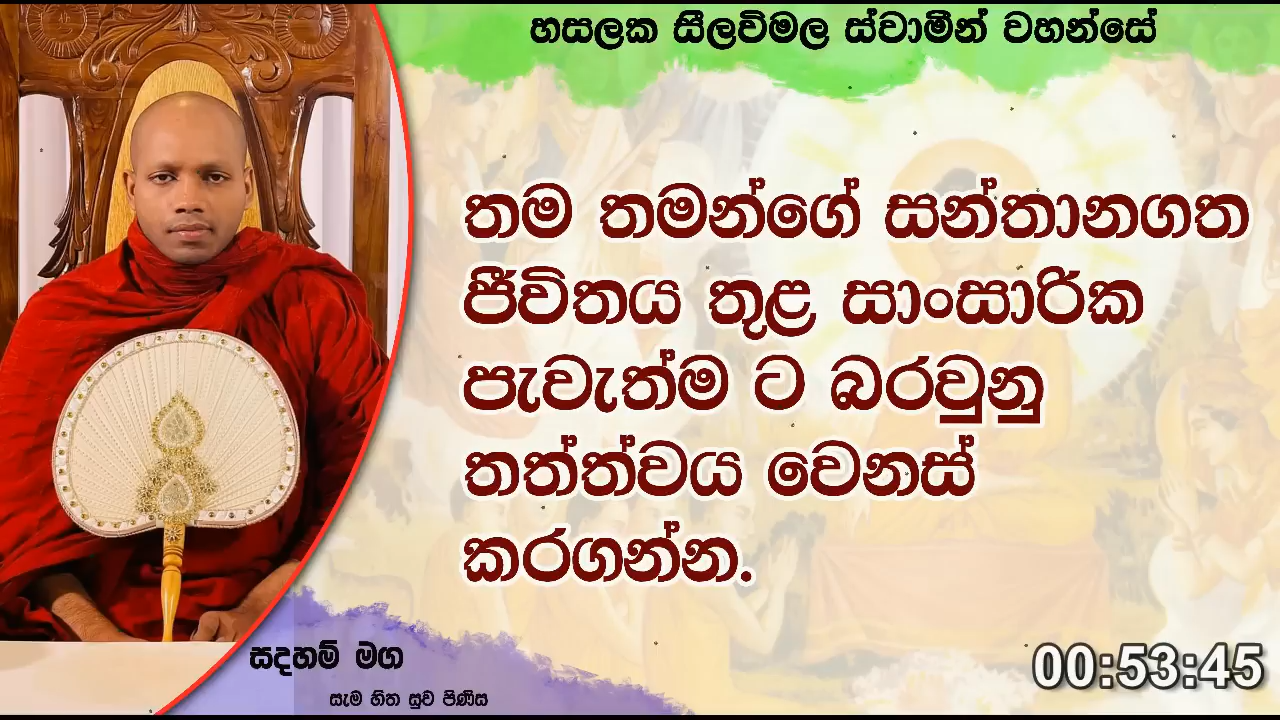 හසලක සීලවිමල ස්වාමීන් වහන්සේ
තම තමන්ගේ සන්තානගත
ජීවිතය තුළ සාංසාරික
පැවැත්ම ට බරවුනු
තත්ත්වය වෙනස්
කරගන්න.
සදහම් මග
සැම හිත සුව පිණිස
00:53:45